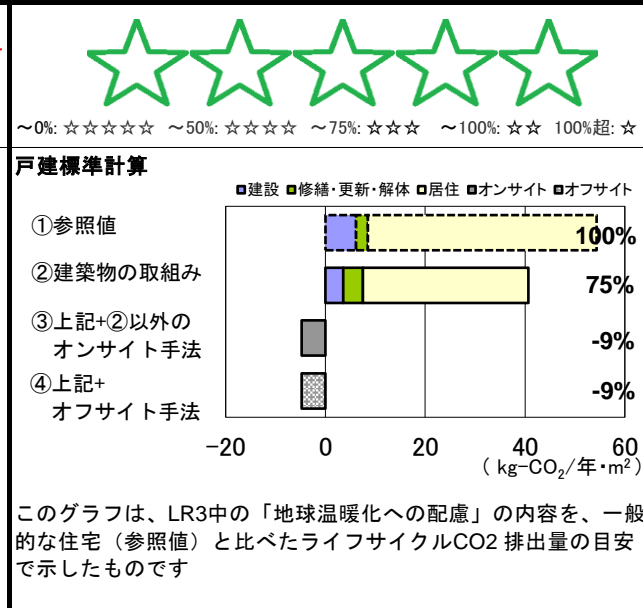 ～0%: ☆☆☆☆☆ ～50%: ☆☆☆☆ ～75%: ☆☆☆ ～100%: ☆☆ 100%超: ☆
戸建標準計算
■建設 ■修繕・更新・解体 □居住 ■オンサイト ■オフサイト
①参照値 100%
②建築物の取組み 75%
③上記+②以外の
オンサイト手法 -9%
④上記+
オフサイト手法 -9%
-20 0 20 40 60
( kg-CO2/年・m2 )
このグラフは、LR3中の「地球温暖化への配慮」の内容を、一般
的な住宅（参照値）と比べたライフサイクルCO2 排出量の目安
で示したものです